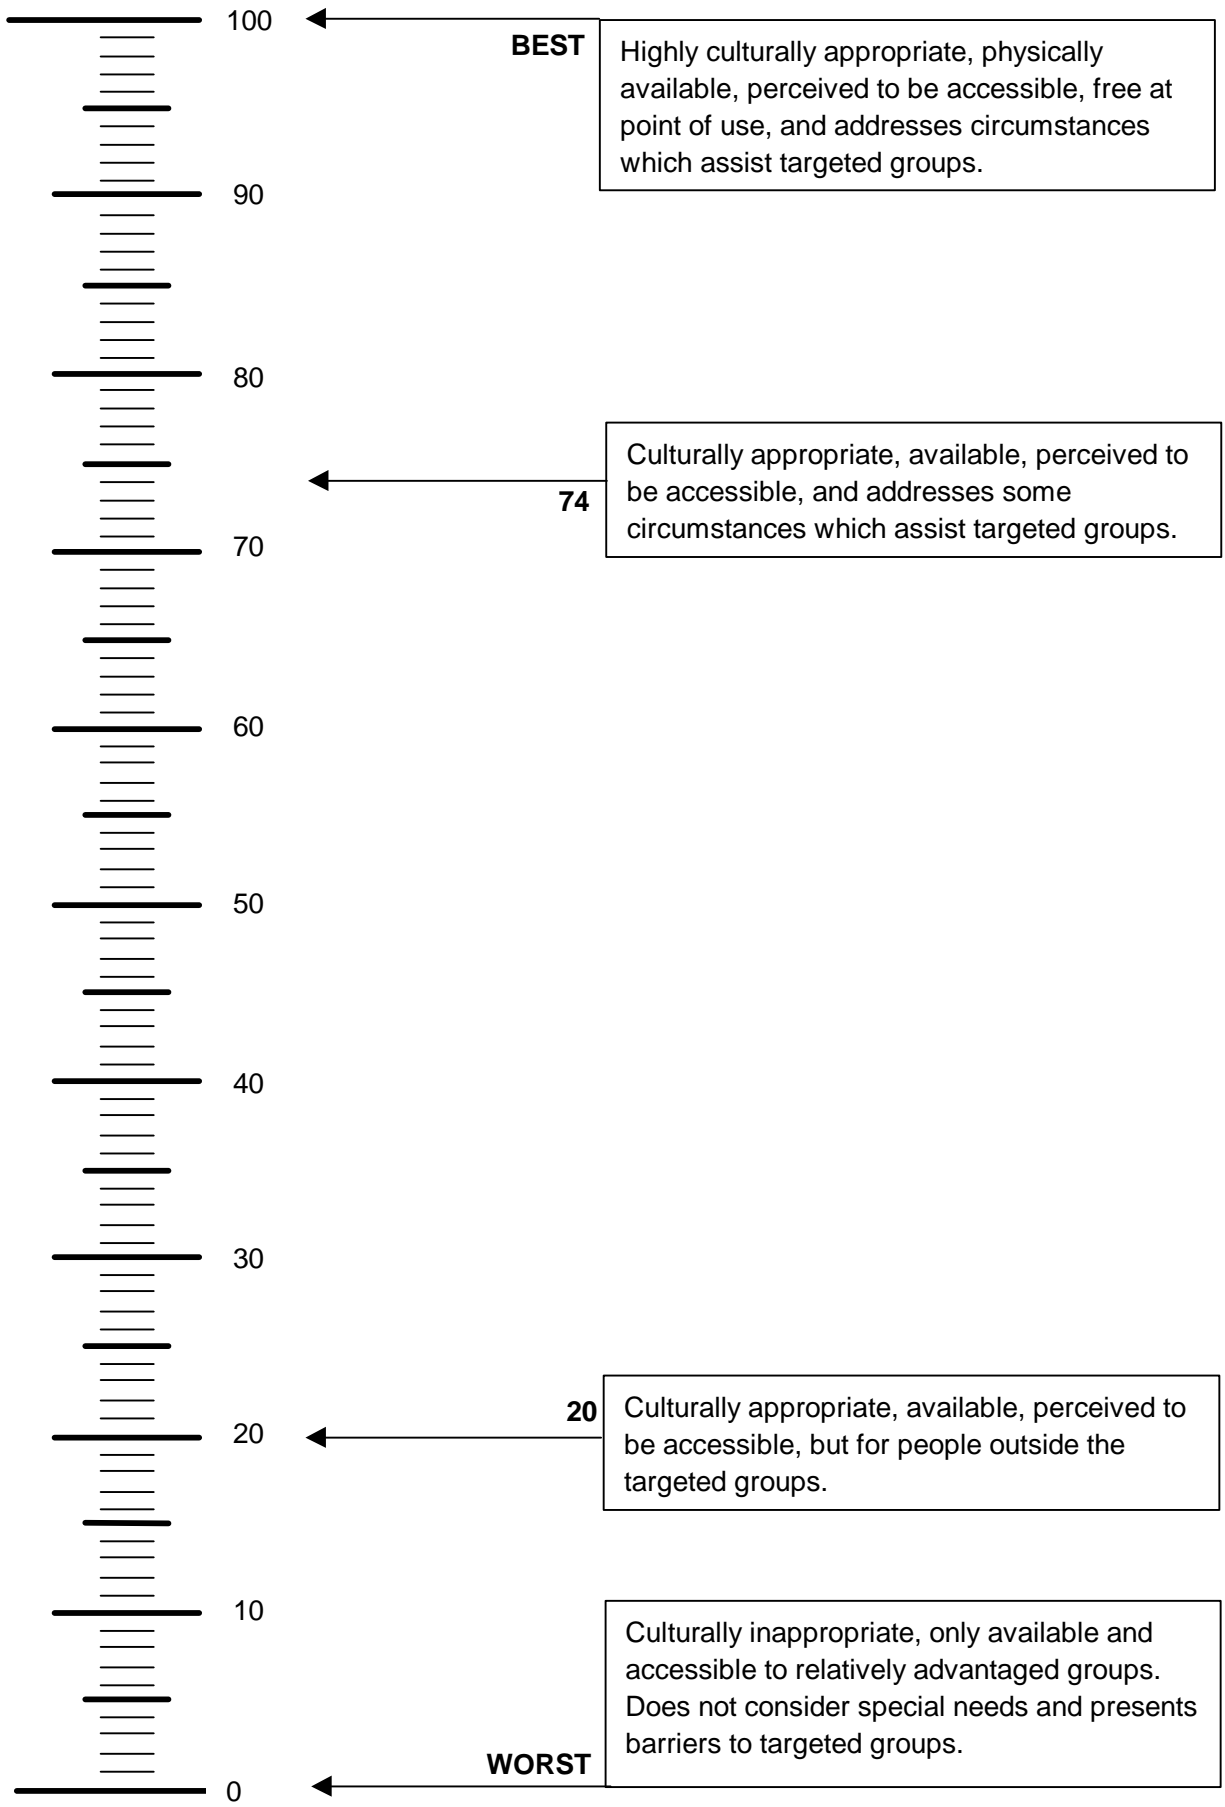 100
BEST
Highly culturally appropriate, physically
available, perceived to be accessible, free at
point of use, and addresses circumstances
which assist targeted groups.
90
80
Culturally appropriate, available, perceived to
be accessible, and addresses some
circumstances which assist targeted groups.
74
70
60
50
40
30
20
20
Culturally appropriate, available, perceived to
be accessible, but for people outside the
targeted groups.
10
Culturally inappropriate, only available and
accessible to relatively advantaged groups.
Does not consider special needs and presents
barriers to targeted groups.
WORST
0